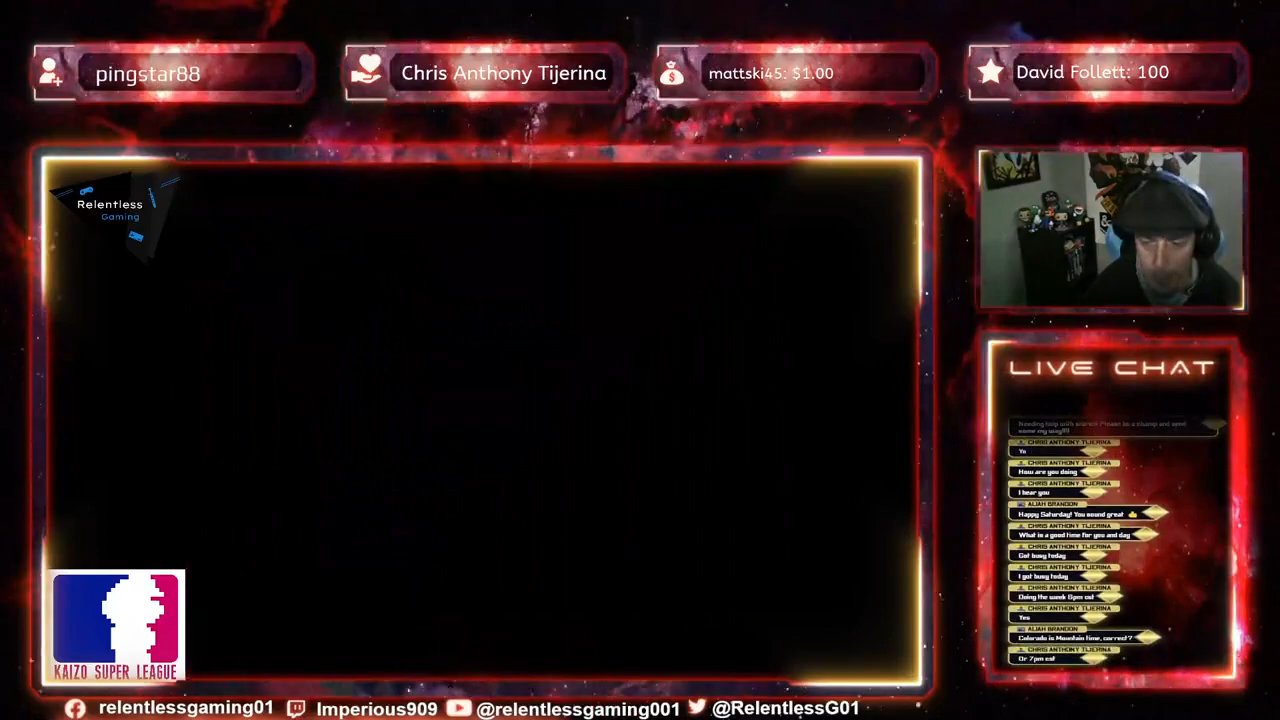 pingstar88
Chris Anthony Tijerina
mattski45: $1.00
David Follett: 100
Relentless
Gaming
KAIZO SUPER LEAGUE
LIVE CHAT
CHRIS ANTHONY TIJERINA
Yo
CHRIS ANTHONY TIJERINA
How are you doing
CHRIS ANTHONY TIJERINA
I hear you
ALIAH BRANDON
Happy Saturday! You sound great 👍
CHRIS ANTHONY TIJERINA
What is a good time for you and day
CHRIS ANTHONY TIJERINA
Got busy today
CHRIS ANTHONY TIJERINA
I got busy today
CHRIS ANTHONY TIJERINA
Doing the week 6pm cst
CHRIS ANTHONY TIJERINA
Yes
ALIAH BRANDON
Colorado is Mountain time, correct?
CHRIS ANTHONY TIJERINA
Or 7pm cst
relentlessgaming01
Imperious909
@relentlessgaming001
@RelentlessG01